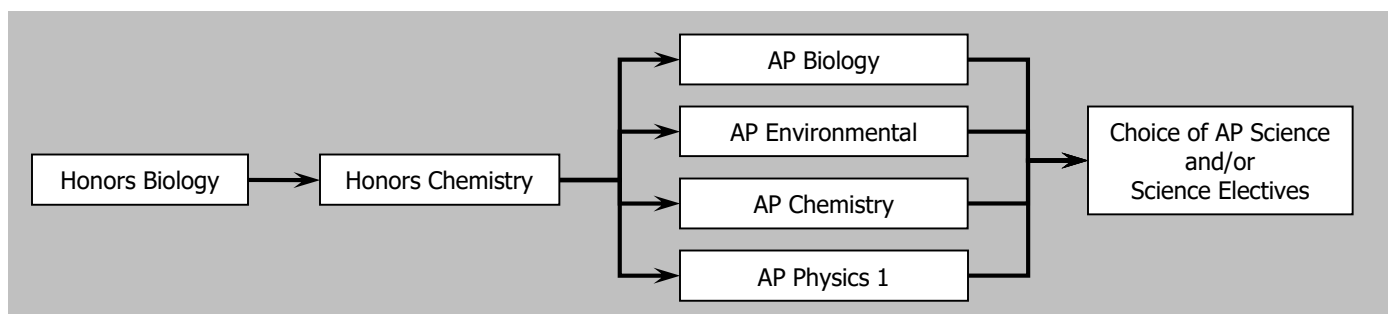 Honors Biology
Honors Chemistry
AP Biology
AP Environmental
AP Chemistry
AP Physics 1
Choice of AP Science
and/or
Science Electives